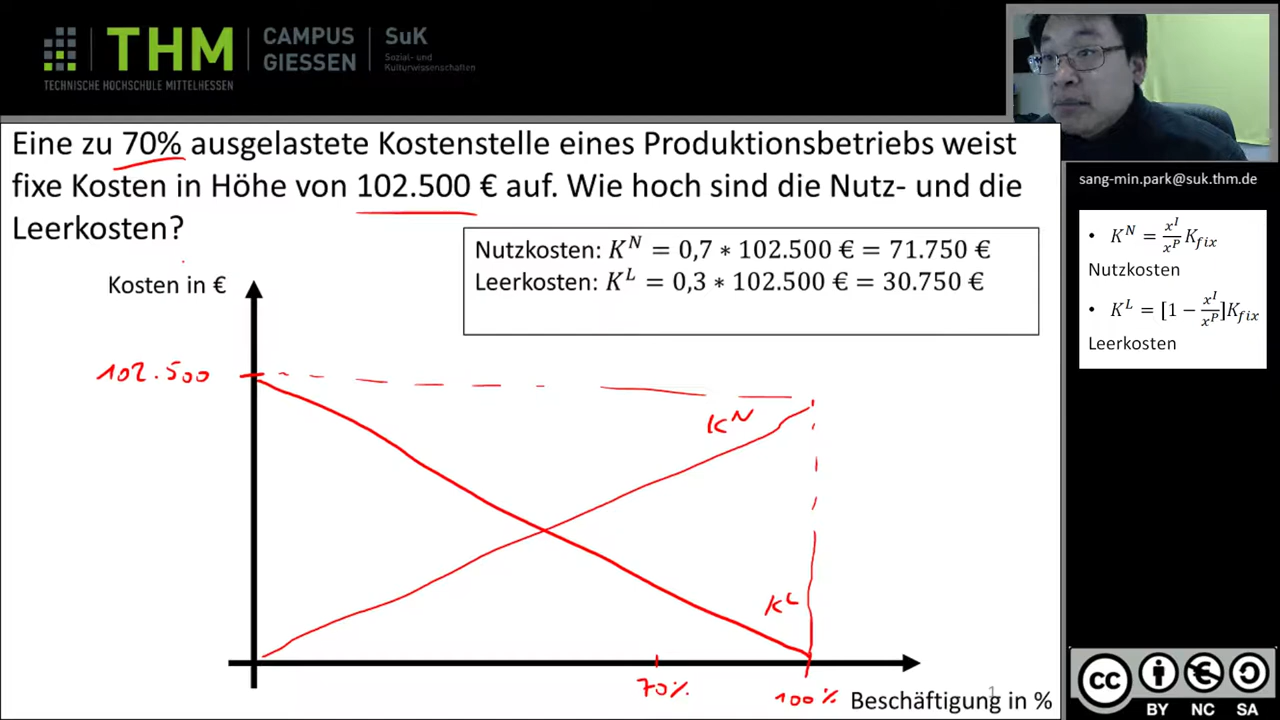 THM
CAMPUS
GIESSEN
SuK
Sozial- und
Kulturwissenschaften
TECHNISCHE HOCHSCHULE MITTELHESSEN
Eine zu 70% ausgelastete Kostenstelle eines Produktionsbetriebs weist
fixe Kosten in Höhe von 102.500 € auf. Wie hoch sind die Nutz- und die
Leerkosten?
Nutzkosten: K^N = 0,7 * 102.500 € = 71.750 €
Leerkosten: K^L = 0,3 * 102.500 € = 30.750 €
Kosten in €
102.500
K^N
K^L
70%
100%
Beschäftigung in %
1
sang-min.park@suk.thm.de
• K^N = x^I/x^P K_fix
Nutzkosten
• K^L = [1 − x^I/x^P]K_fix
Leerkosten
cc
BY NC SA